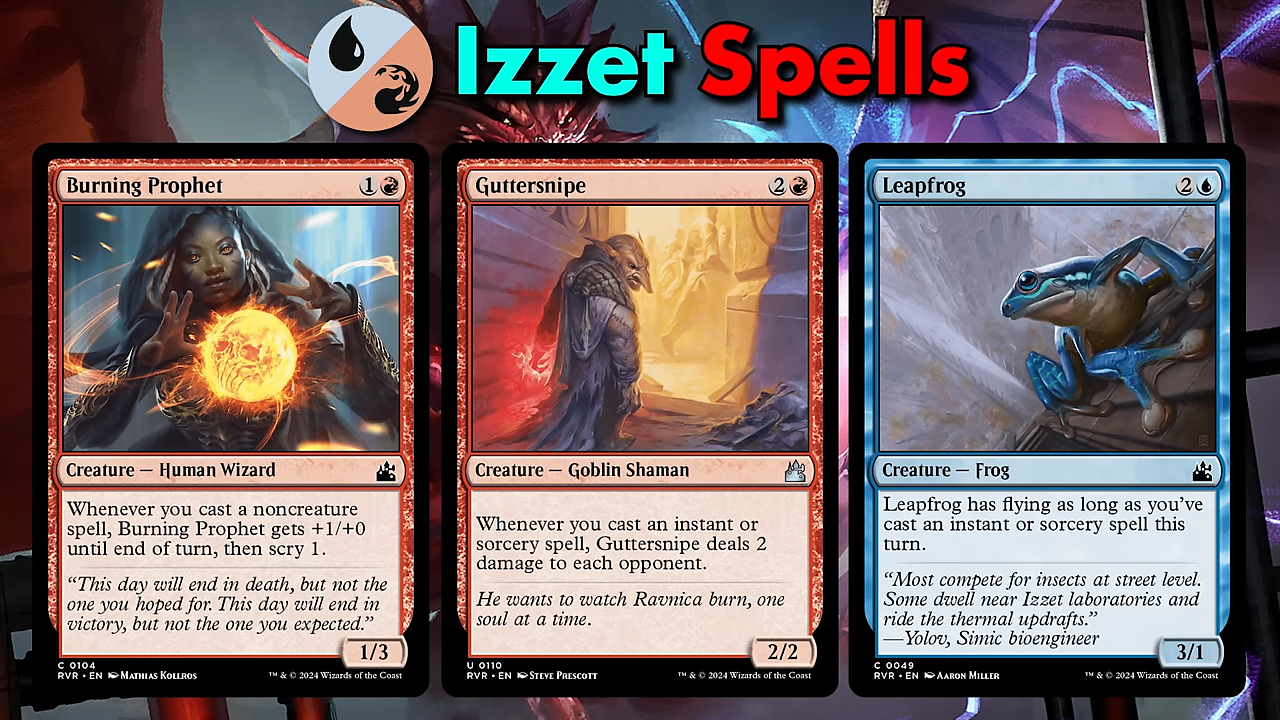 Izzet Spells
Burning Prophet 1
Creature — Human Wizard
Whenever you cast a noncreature
spell, Burning Prophet gets +1/+0
until end of turn, then scry 1.
“This day will end in death, but not the
one you hoped for. This day will end in
victory, but not the one you expected.”
1/3
C 0104
RVR • EN Mathias Kollros
™ & © 2024 Wizards of the Coast
Guttersnipe 2
Creature — Goblin Shaman
Whenever you cast an instant or
sorcery spell, Guttersnipe deals 2
damage to each opponent.
He wants to watch Ravnica burn, one
soul at a time.
2/2
U 0110
RVR • EN Steve Prescott
™ & © 2024 Wizards of the Coast
Leapfrog 2
Creature — Frog
Leapfrog has flying as long as you’ve
cast an instant or sorcery spell this
turn.
“Most compete for insects at street level.
Some dwell near Izzet laboratories and
ride the thermal updrafts.”
—Yolov, Simic bioengineer
3/1
C 0049
RVR • EN Aaron Miller
™ & © 2024 Wizards of the Coast